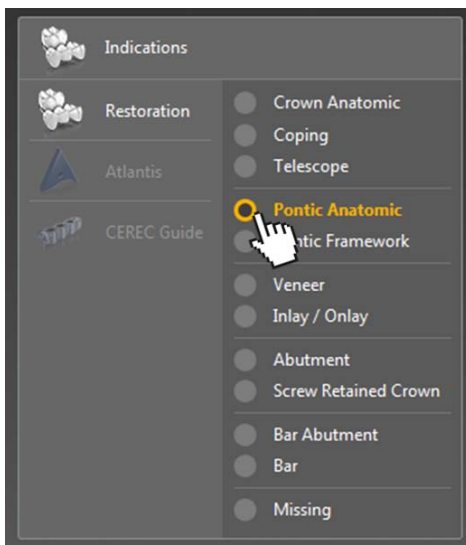 Indications
Restoration
Atlantis
CEREC Guide
Crown Anatomic
Coping
Telescope
Pontic Anatomic
ntic Framework
Veneer
Inlay / Onlay
Abutment
Screw Retained Crown
Bar Abutment
Bar
Missing